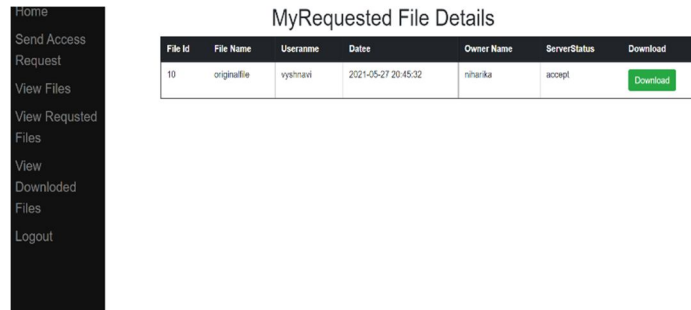 Home
Send Access
Request
View Files
View Requsted
Files
View
Downloded
Files
Logout
MyRequested File Details
File Id File Name Useranme Datee Owner Name ServerStatus Download
10 originalfile vyshnavi 2021-05-27 20:45:32 niharika accept Download